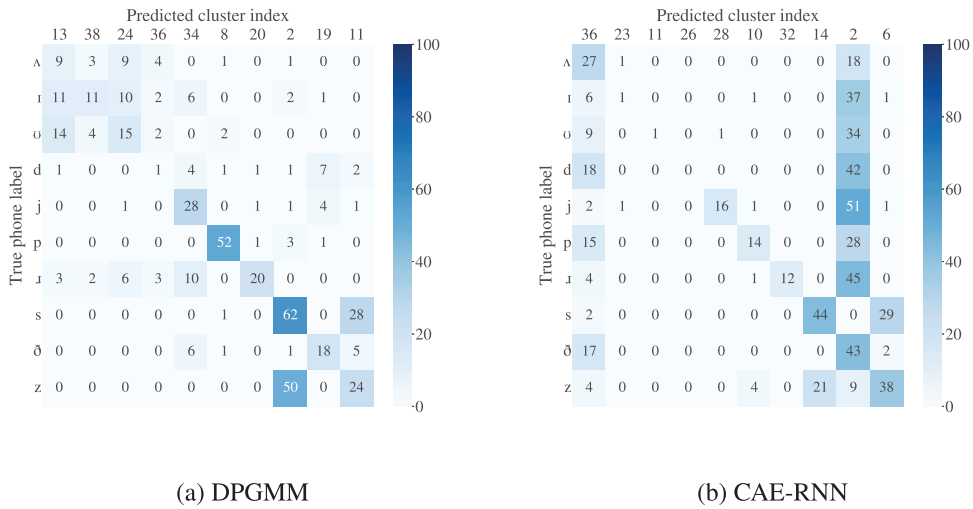 Predicted cluster index
13 38 24 36 34 8 20 2 19 11
ʌ 9 3 9 4 0 1 0 1 0 0
ɪ 11 11 10 2 6 0 0 2 1 0
ʊ 14 4 15 2 0 2 0 0 0 0
d 1 0 0 1 4 1 1 1 7 2
j 0 0 1 0 28 0 1 1 4 1
p 0 0 0 0 0 52 1 3 1 0
ɹ 3 2 6 3 10 0 20 0 0 0
s 0 0 0 0 0 1 0 62 0 28
ð 0 0 0 0 6 1 0 1 18 5
z 0 0 0 0 0 0 0 50 0 24
True phone label
100
80
60
40
20
0
(a) DPGMM
Predicted cluster index
36 23 11 26 28 10 32 14 2 6
ʌ 27 1 0 0 0 0 0 0 18 0
ɪ 6 1 0 0 0 1 0 0 37 1
ʊ 9 0 1 0 1 0 0 0 34 0
d 18 0 0 0 0 0 0 0 42 0
j 2 1 0 0 16 1 0 0 51 1
p 15 0 0 0 0 14 0 0 28 0
ɹ 4 0 0 0 0 1 12 0 45 0
s 2 0 0 0 0 0 0 44 0 29
ð 17 0 0 0 0 0 0 0 43 2
z 4 0 0 0 0 4 0 21 9 38
True phone label
100
80
60
40
20
0
(b) CAE-RNN